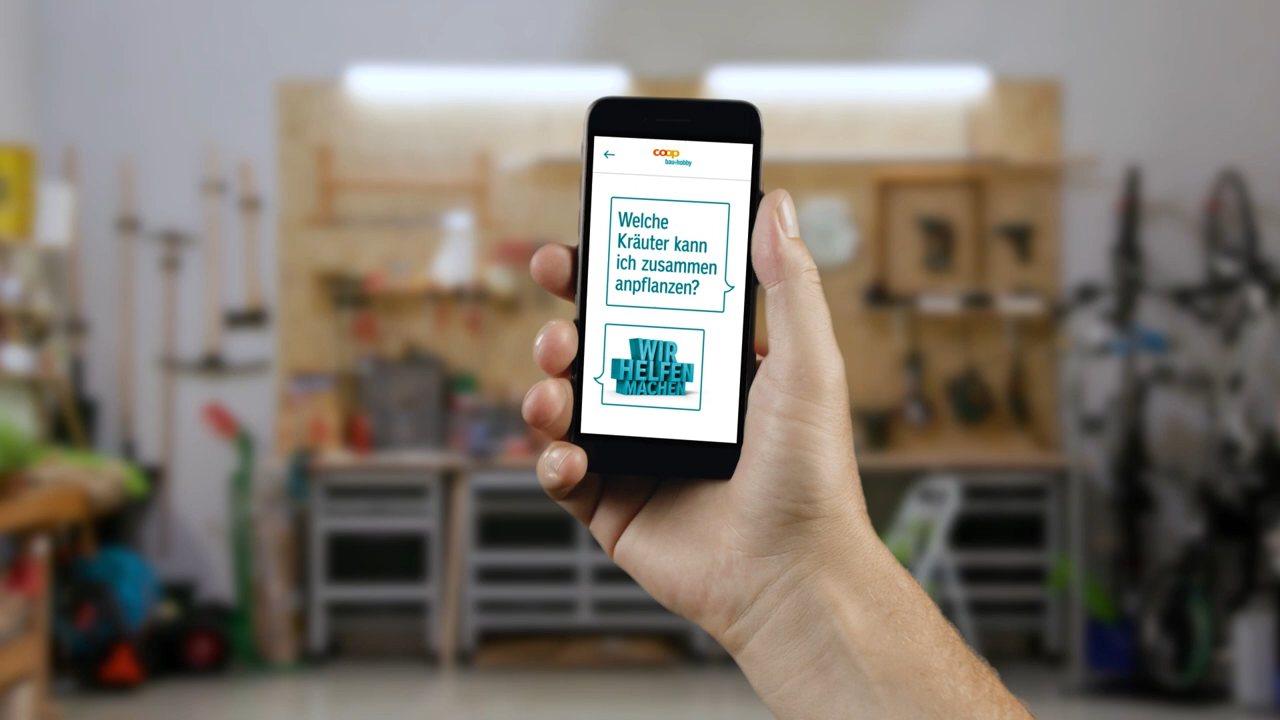 coop
bau+hobby
Welche
Kräuter kann
ich zusammen
anpflanzen?
WIR
HELFEN
MACHEN